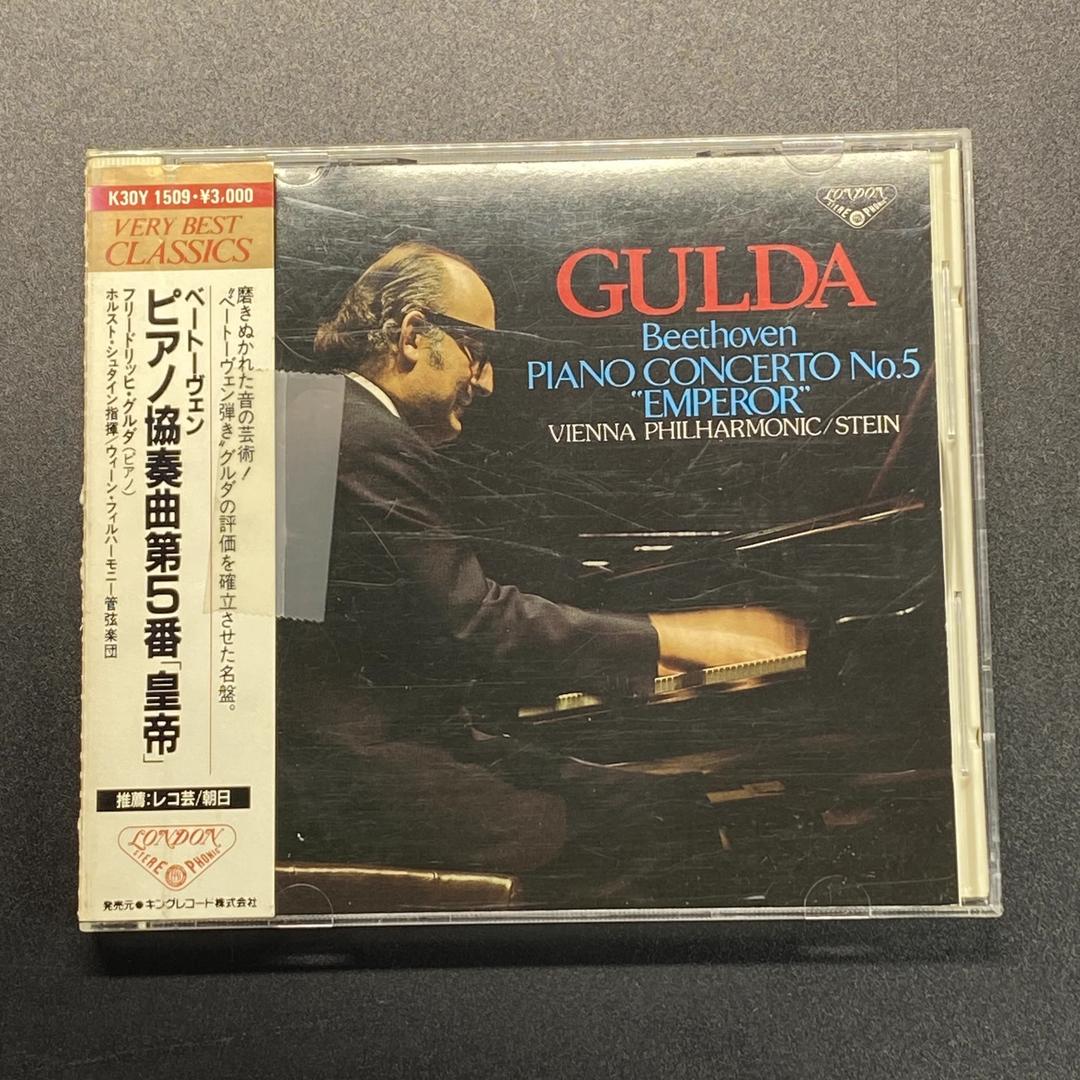 K30Y 1509・¥3,000
VERY BEST
CLASSICS
磨きぬかれた音の芸術!
“ベートーヴェン弾き”グルダの評価を確立させた名盤。
ベートーヴェン
ピアノ協奏曲第5番「皇帝」
フリードリッヒ・グルダ(ピアノ)
ホルスト・シュタイン指揮/ウィーン・フィルハーモニー管弦楽団
推薦:レコ芸/朝日
LONDON
STEREOPHONIC
発売元●キングレコード株式会社
LONDON
STEREOPHONIC
GULDA
Beethoven
PIANO CONCERTO No.5
“EMPEROR”
VIENNA PHILHARMONIC/STEIN